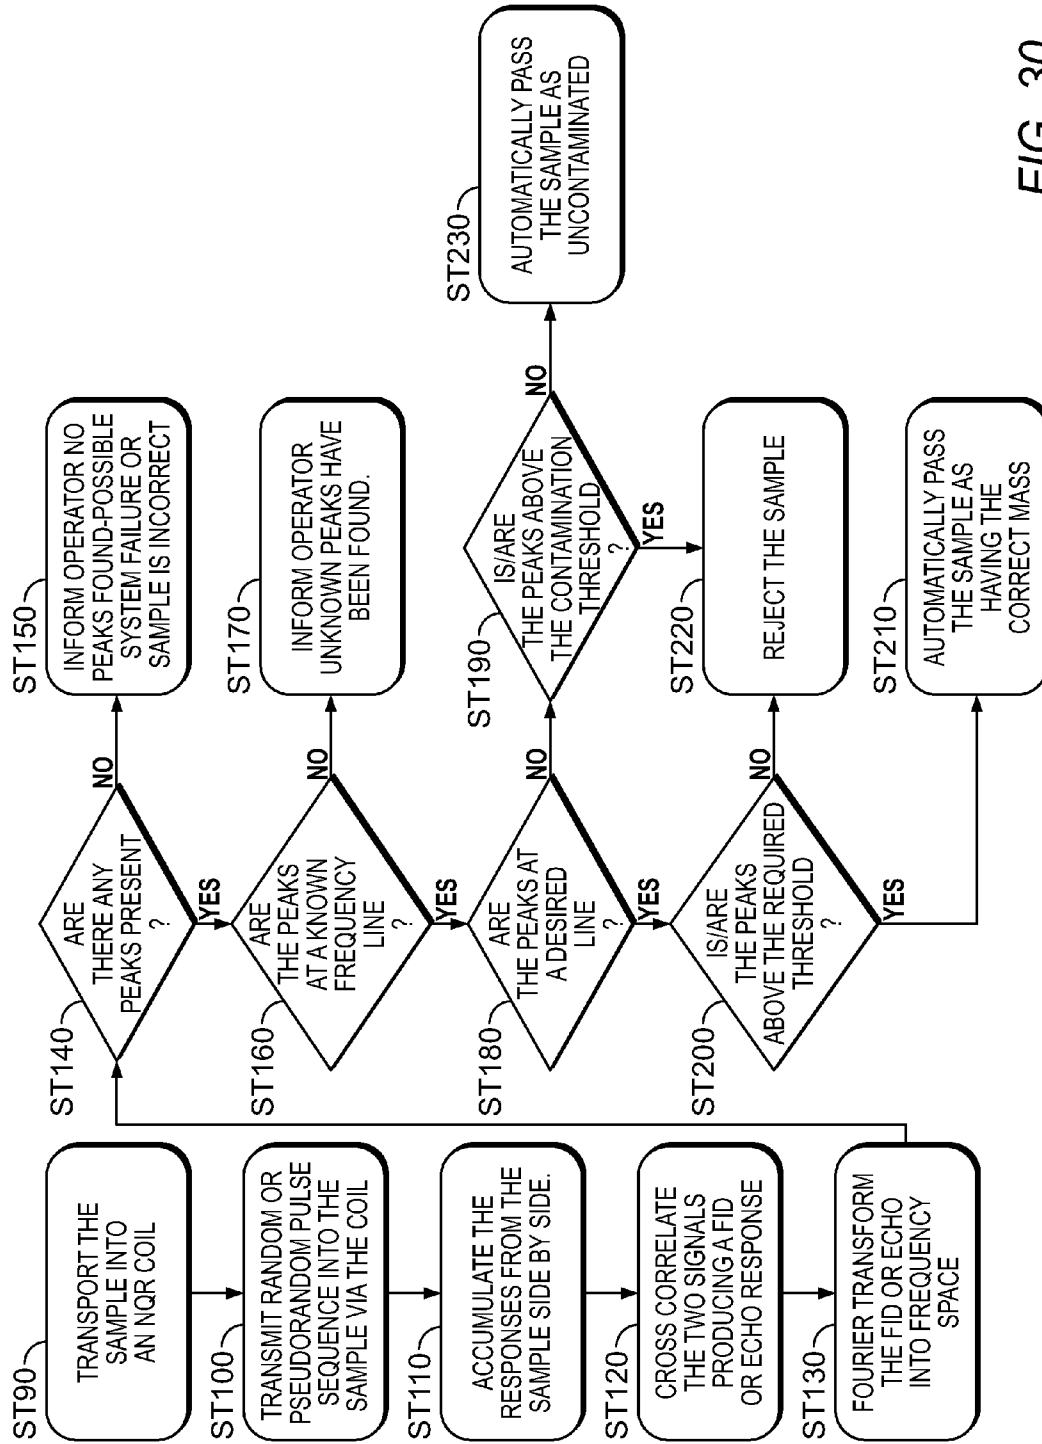 ST90
TRANSPORT THE
SAMPLE INTO
AN NQR COIL
ST100
TRANSMIT RANDOM OR
PSEUDORANDOM PULSE
SEQUENCE INTO THE
SAMPLE VIA THE COIL
ST110
ACCUMULATE THE
RESPONSES FROM THE
SAMPLE SIDE BY SIDE.
ST120
CROSS CORRELATE
THE TWO SIGNALS
PRODUCING A FID
OR ECHO RESPONSE
ST130
FOURIER TRANSFORM
THE FID OR ECHO
INTO FREQUENCY
SPACE
ST140
ARE
THERE ANY
PEAKS PRESENT
?
NO
YES
ST150
INFORM OPERATOR NO
PEAKS FOUND-POSSIBLE
SYSTEM FAILURE OR
SAMPLE IS INCORRECT
ST160
ARE
THE PEAKS
AT A KNOWN
FREQUENCY
LINE
?
NO
YES
ST170
INFORM OPERATOR
UNKNOWN PEAKS HAVE
BEEN FOUND.
ST180
ARE
THE PEAKS AT
A DESIRED
LINE
?
NO
YES
ST190
IS/ARE
THE PEAKS ABOVE
THE CONTAMINATION
THRESHOLD
?
NO
YES
ST230
AUTOMATICALLY PASS
THE SAMPLE AS
UNCONTAMINATED
ST200
IS/ARE
THE PEAKS
ABOVE THE REQUIRED
THRESHOLD
?
NO
YES
ST220
REJECT THE SAMPLE
ST210
AUTOMATICALLY PASS
THE SAMPLE AS
HAVING THE
CORRECT MASS
FIG. 30